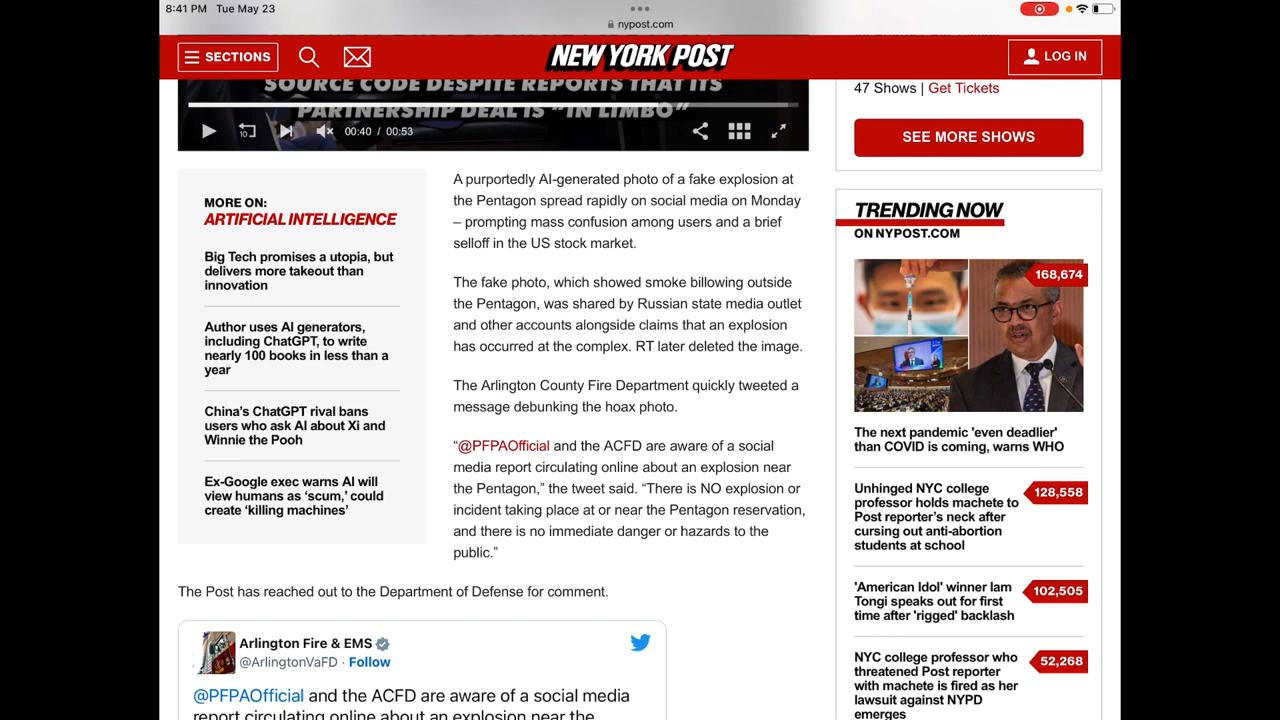 8:41 PM Tue May 23
nypost.com
SECTIONS
NEW YORK POST
LOG IN
SOURCE CODE DESPITE REPORTS THAT ITS
PARTNERSHIP DEAL IS "IN LIMBO"
10
00:40 / 00:53
MORE ON:
ARTIFICIAL INTELLIGENCE
Big Tech promises a utopia, but
delivers more takeout than
innovation
Author uses AI generators,
including ChatGPT, to write
nearly 100 books in less than a
year
China's ChatGPT rival bans
users who ask AI about Xi and
Winnie the Pooh
Ex-Google exec warns AI will
view humans as 'scum,' could
create 'killing machines'
A purportedly AI-generated photo of a fake explosion at
the Pentagon spread rapidly on social media on Monday
– prompting mass confusion among users and a brief
selloff in the US stock market.
The fake photo, which showed smoke billowing outside
the Pentagon, was shared by Russian state media outlet
and other accounts alongside claims that an explosion
has occurred at the complex. RT later deleted the image.
The Arlington County Fire Department quickly tweeted a
message debunking the hoax photo.
"@PFPAOfficial and the ACFD are aware of a social
media report circulating online about an explosion near
the Pentagon," the tweet said. "There is NO explosion or
incident taking place at or near the Pentagon reservation,
and there is no immediate danger or hazards to the
public."
The Post has reached out to the Department of Defense for comment.
Arlington Fire & EMS
@ArlingtonVaFD · Follow
@PFPAOfficial and the ACFD are aware of a social media
report circulating online about an explosion near the
47 Shows | Get Tickets
SEE MORE SHOWS
TRENDING NOW
ON NYPOST.COM
168,674
The next pandemic 'even deadlier'
than COVID is coming, warns WHO
Unhinged NYC college
professor holds machete to
Post reporter's neck after
cursing out anti-abortion
students at school
128,558
'American Idol' winner Iam
Tongi speaks out for first
time after 'rigged' backlash
102,505
NYC college professor who
threatened Post reporter
with machete is fired as her
lawsuit against NYPD
emerges
52,268